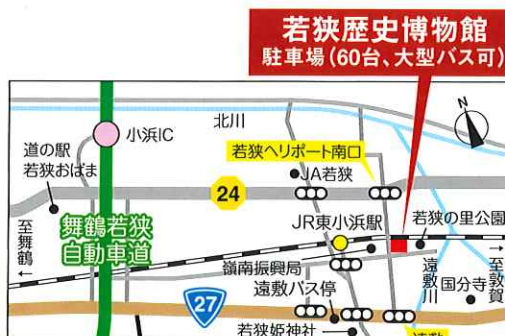 若狭歴史博物館
駐車場(60台、大型バス可)
N
小浜IC
北川
道の駅
若狭おばま
若狭ヘリポート南口
JA若狭
24
舞鶴若狭
自動車道
至舞鶴
JR東小浜駅
若狭の里公園
嶺南振興局
遠敷バス停
遠敷川
国分寺
至敦賀
27
若狭姫神社